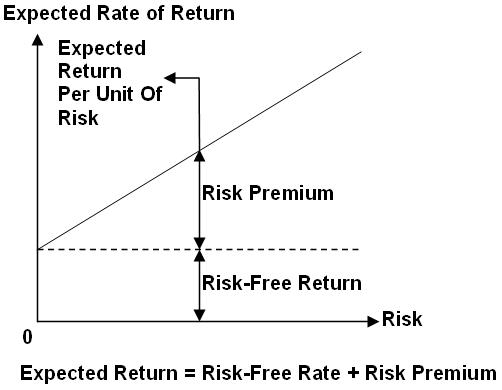 Expected Rate of Return
Expected
Return
Per Unit Of
Risk
Risk Premium
Risk-Free Return
Risk
0
Expected Return = Risk-Free Rate + Risk Premium